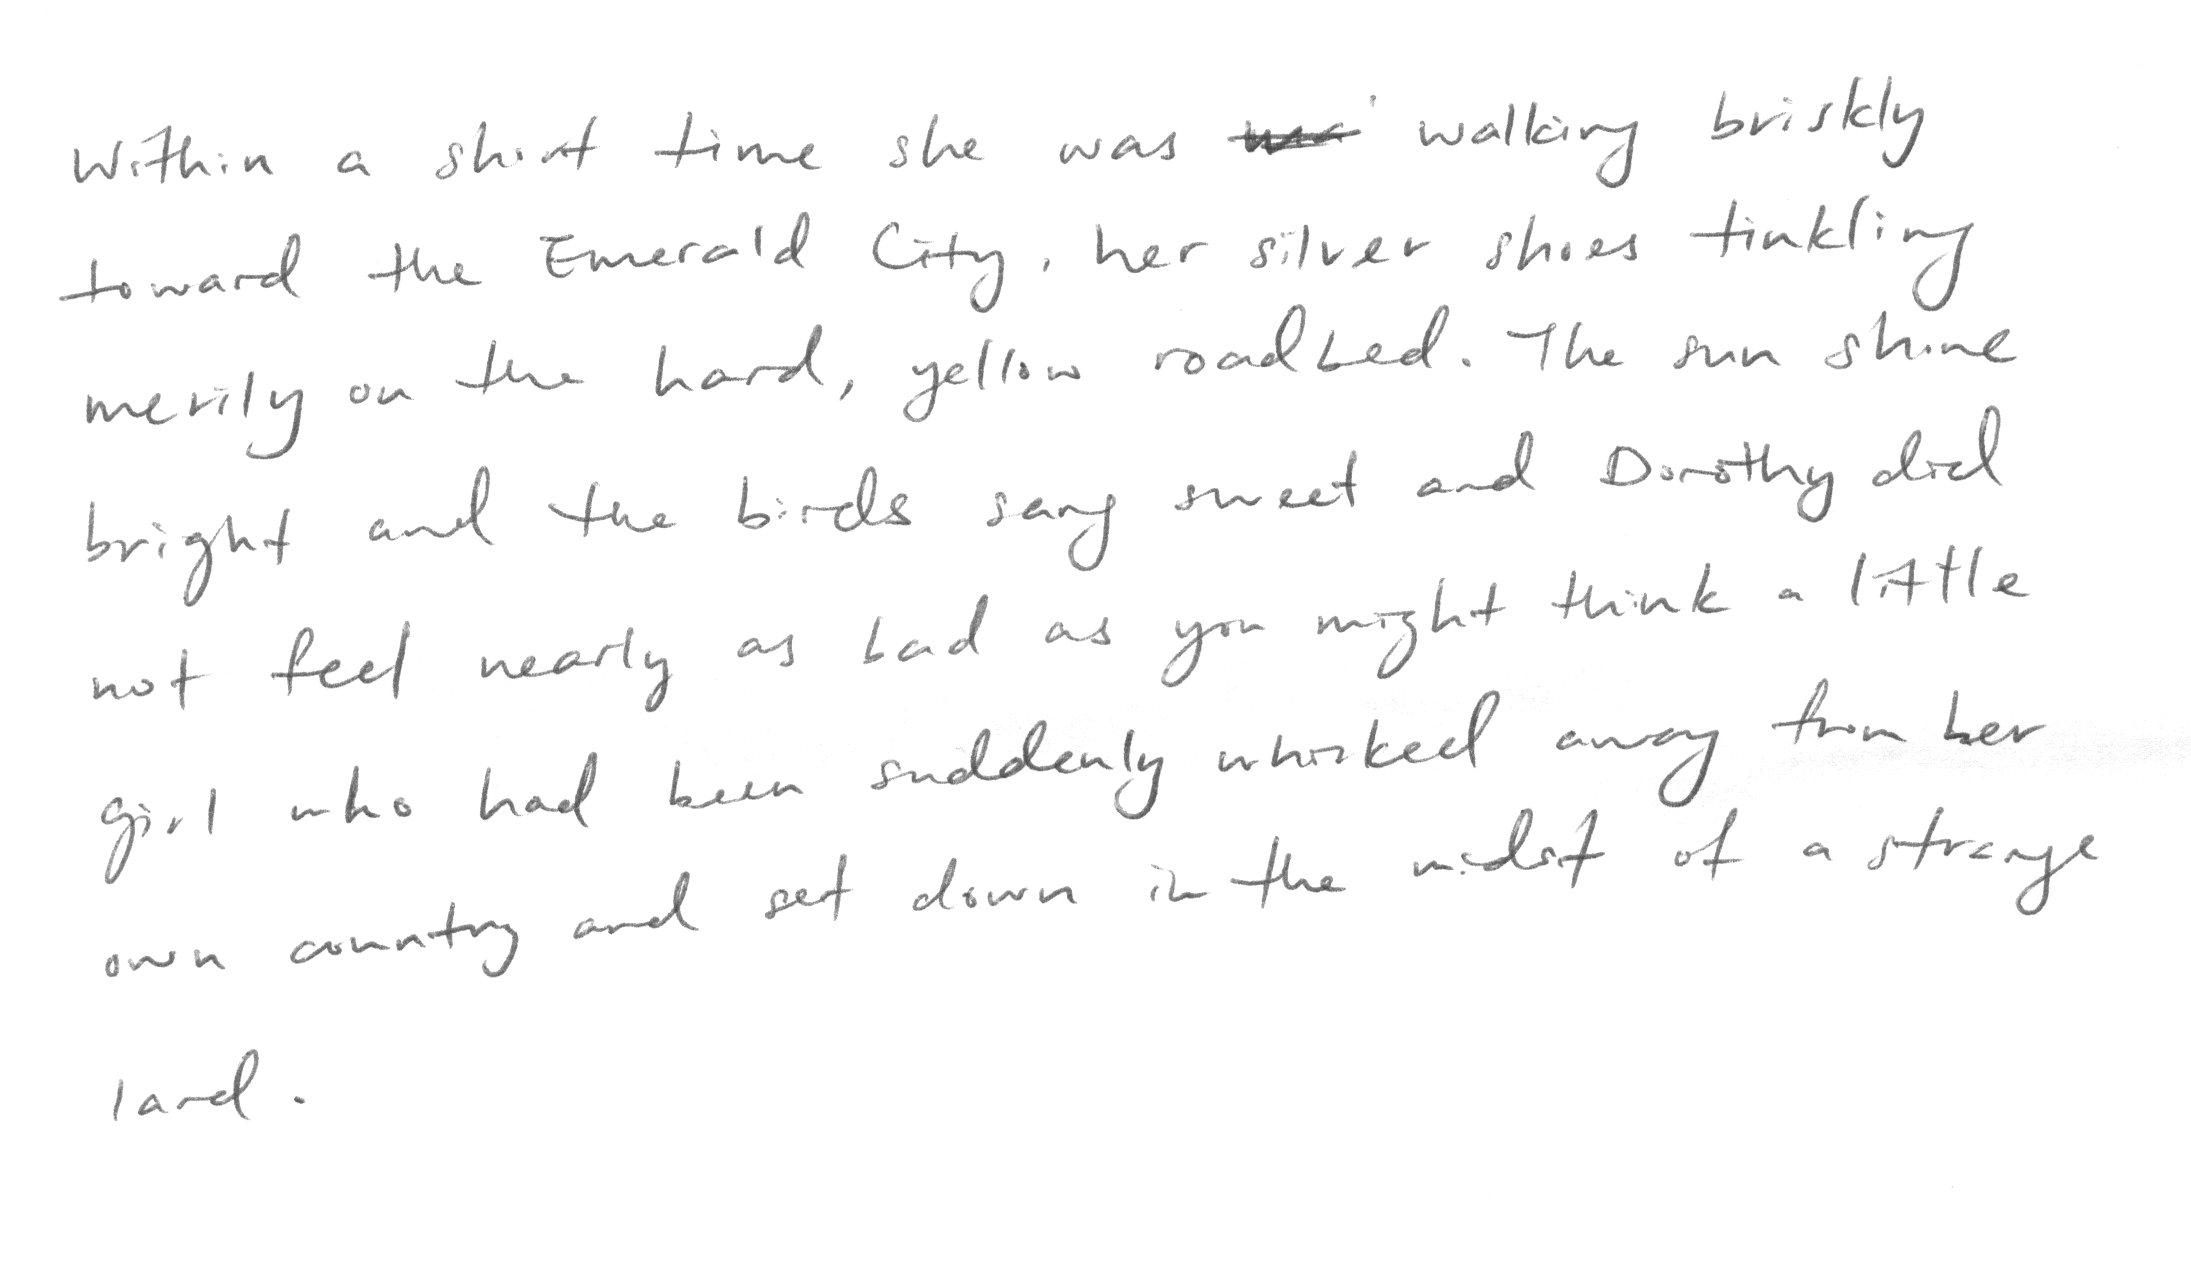 Within a short time she was walking briskly
toward the Emerald City, her silver shoes tinkling
merily on the hard, yellow roadbed. The sun shine
bright and the birds sang sweet and Dorothy did
not feel nearly as bad as you might think a little
girl who had been suddenly whisked away from her
own country and set down in the midst of a strange
land.